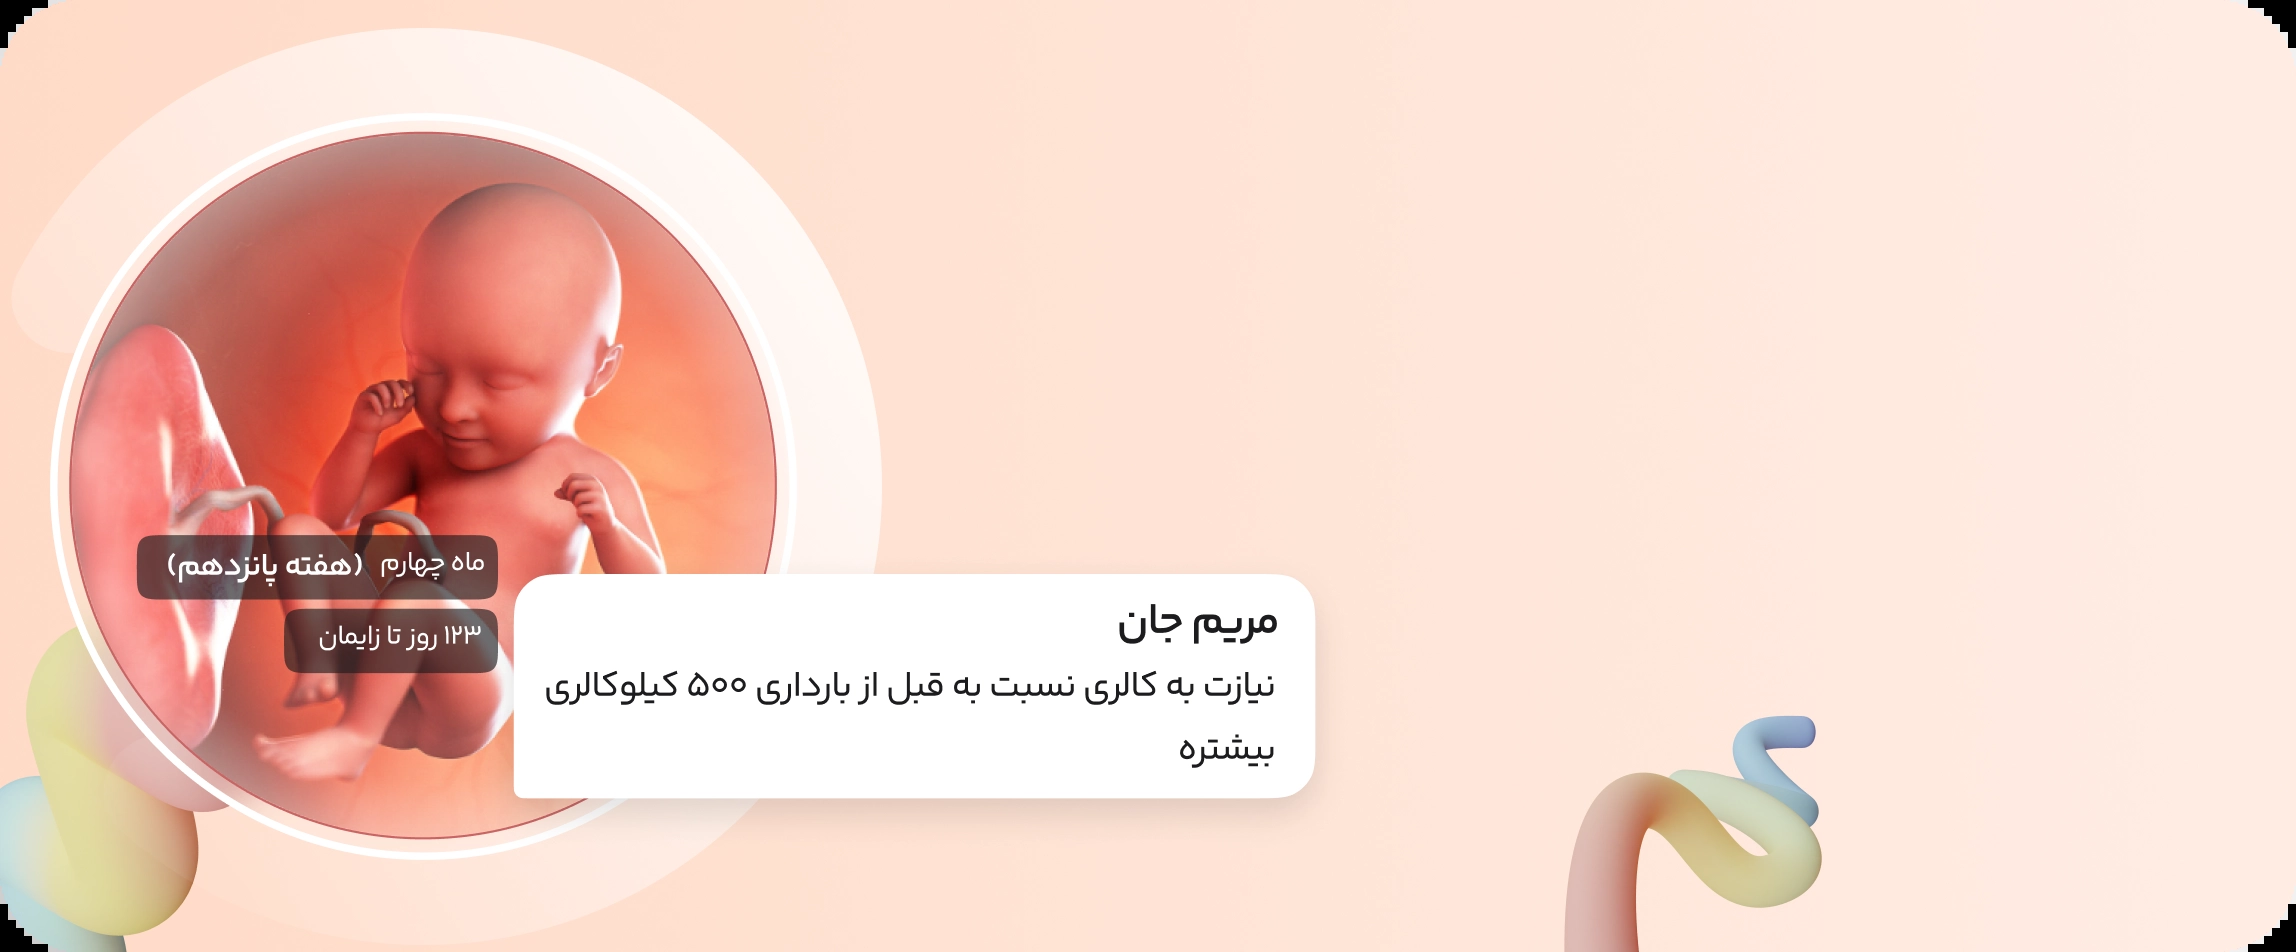 ماه چهارم (هفته پانزدهم)
۱۲۳ روز تا زایمان
مریم جان
نیازت به کالری نسبت به قبل از بارداری ۵۰۰ کیلوکالری
بیشتره